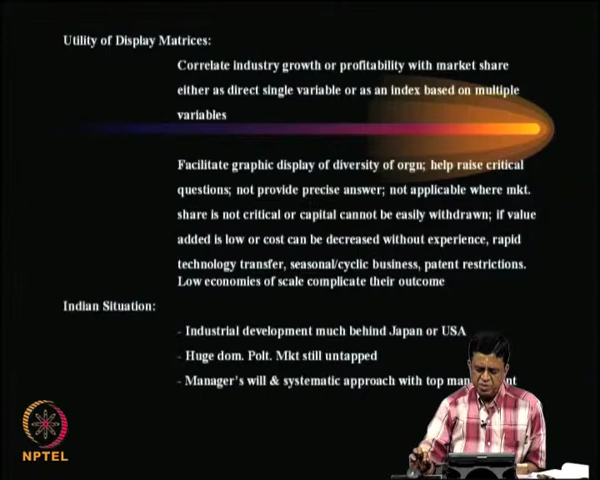 Utility of Display Matrices:
Correlate industry growth or profitability with market share
either as direct single variable or as an index based on multiple
variables
Facilitate graphic display of diversity of orgn; help raise critical
questions; not provide precise answer; not applicable where mkt.
share is not critical or capital cannot be easily withdrawn; if value
added is low or cost can be decreased without experience, rapid
technology transfer, seasonal/cyclic business, patent restrictions.
Low economies of scale complicate their outcome
Indian Situation:
- Industrial development much behind Japan or USA
- Huge dom. Polt. Mkt still untapped
- Manager's will & systematic approach with top man nt
NPTEL